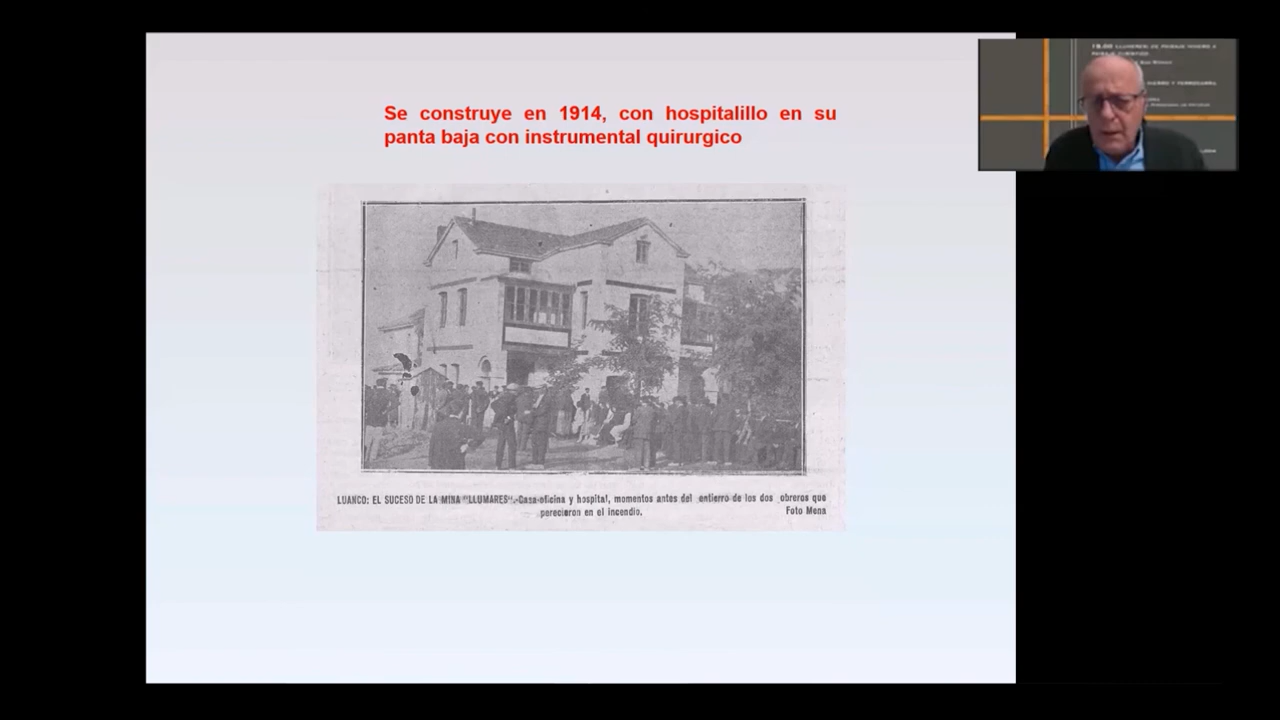 Se construye en 1914, con hospitalillo en su
panta baja con instrumental quirurgico
LUANCO: EL SUCESO DE LA MINA "LLUMARES".-Casa-oficina y hospital, momentos antes del entierro de los dos obreros que
perecieron en el incendio. Foto Mena